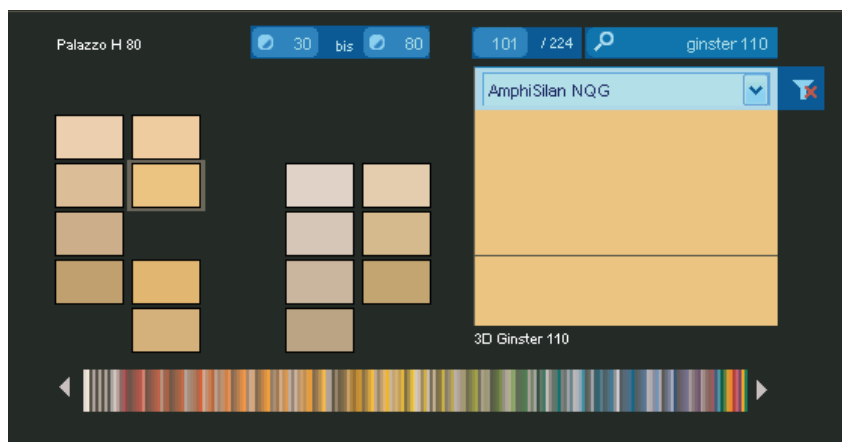 Palazzo H 80
30 bis 80
101 / 224
ginster 110
AmphiSilan NQG
3D Ginster 110